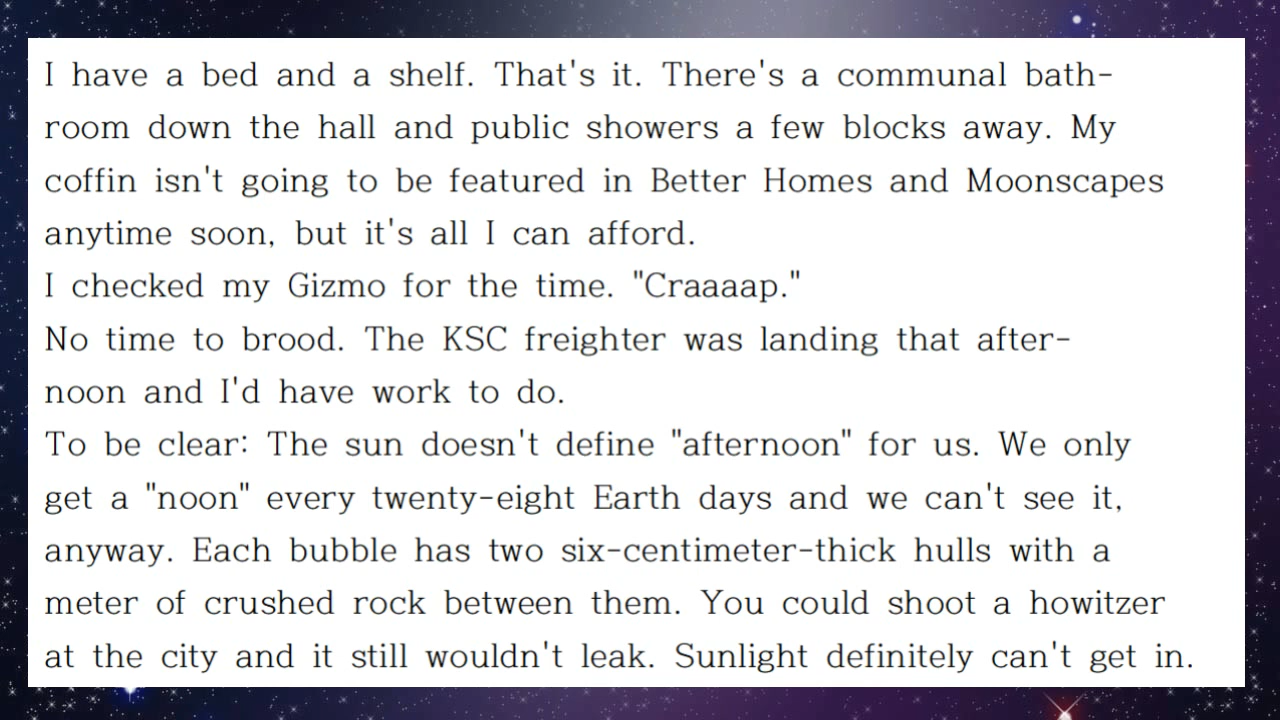 I have a bed and a shelf. That's it. There's a communal bath-
room down the hall and public showers a few blocks away. My
coffin isn't going to be featured in Better Homes and Moonscapes
anytime soon, but it's all I can afford.
I checked my Gizmo for the time. "Craaaap."
No time to brood. The KSC freighter was landing that after-
noon and I'd have work to do.
To be clear: The sun doesn't define "afternoon" for us. We only
get a "noon" every twenty-eight Earth days and we can't see it,
anyway. Each bubble has two six-centimeter-thick hulls with a
meter of crushed rock between them. You could shoot a howitzer
at the city and it still wouldn't leak. Sunlight definitely can't get in.